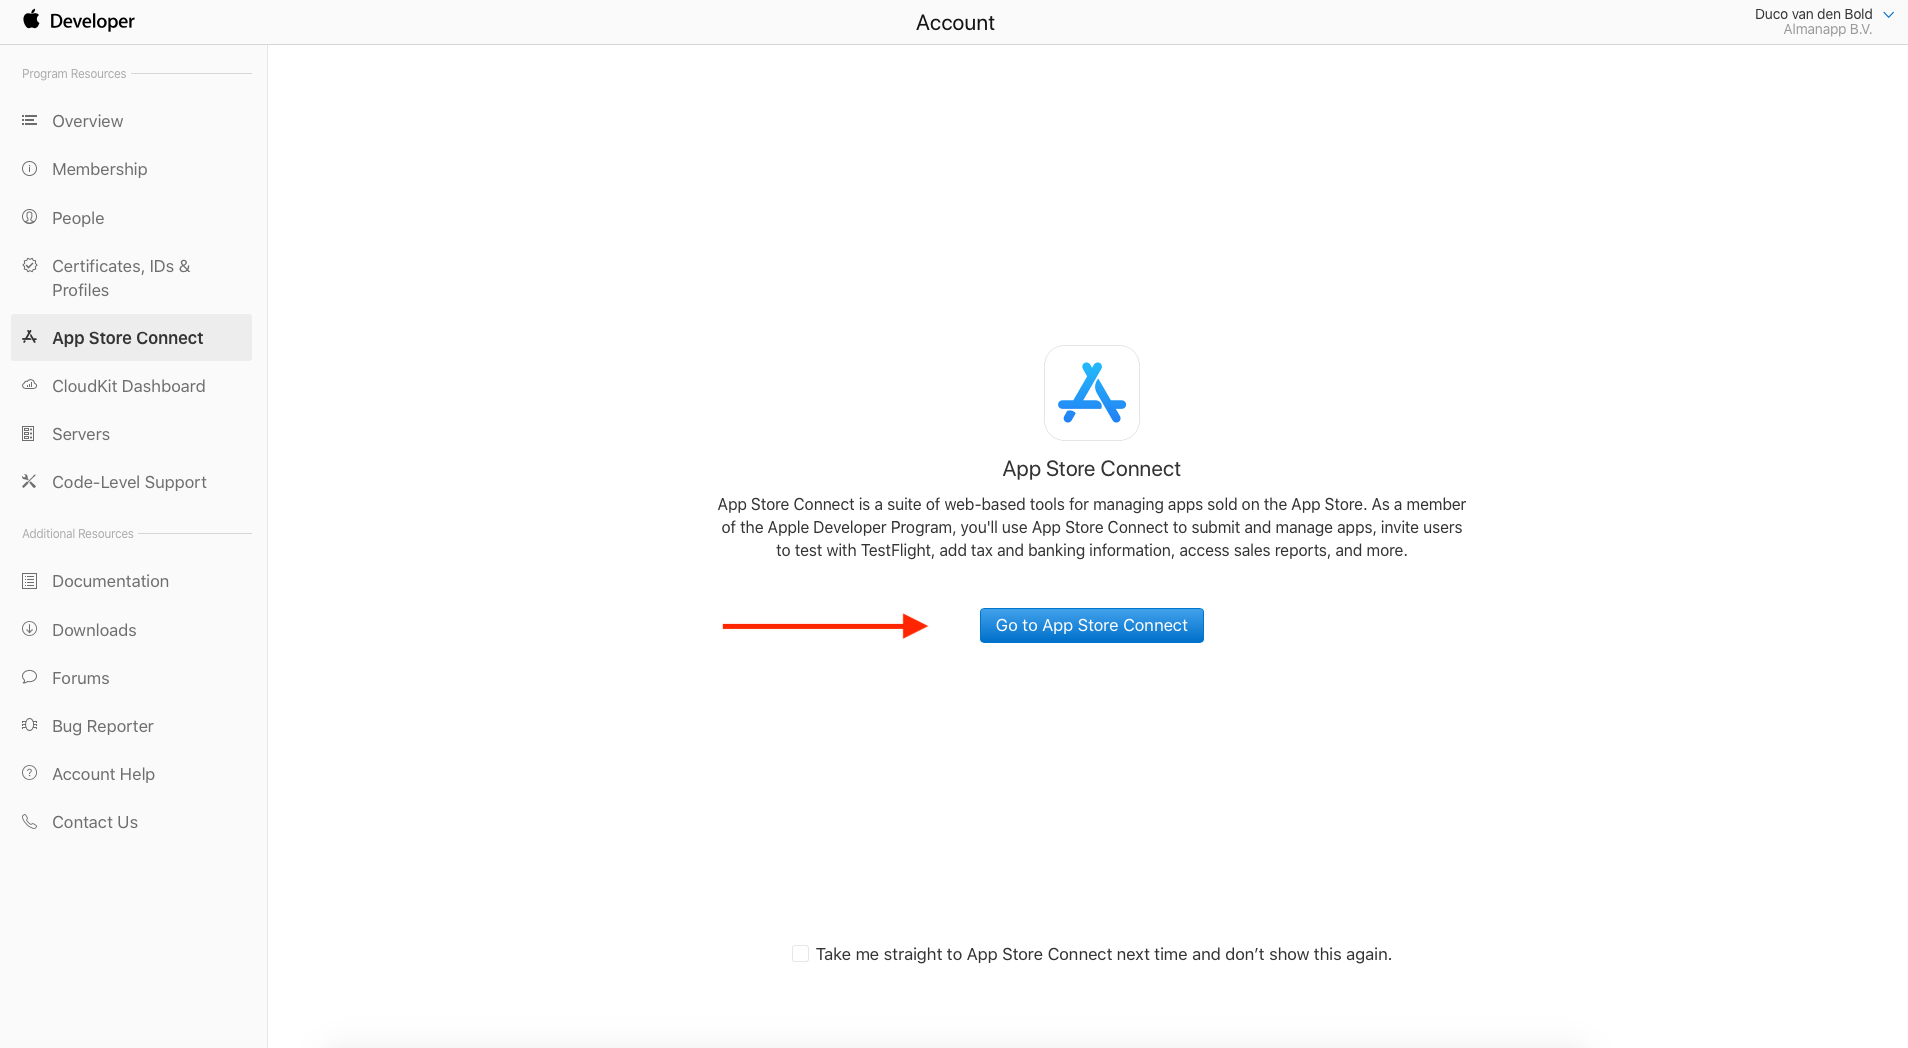 Developer
Account
Duco van den Bold
Almanapp B.V.
Program Resources
Overview
Membership
People
Certificates, IDs &
Profiles
App Store Connect
CloudKit Dashboard
Servers
Code-Level Support
Additional Resources
Documentation
Downloads
Forums
Bug Reporter
Account Help
Contact Us
App Store Connect
App Store Connect is a suite of web-based tools for managing apps sold on the App Store. As a member
of the Apple Developer Program, you'll use App Store Connect to submit and manage apps, invite users
to test with TestFlight, add tax and banking information, access sales reports, and more.
Go to App Store Connect
Take me straight to App Store Connect next time and don’t show this again.